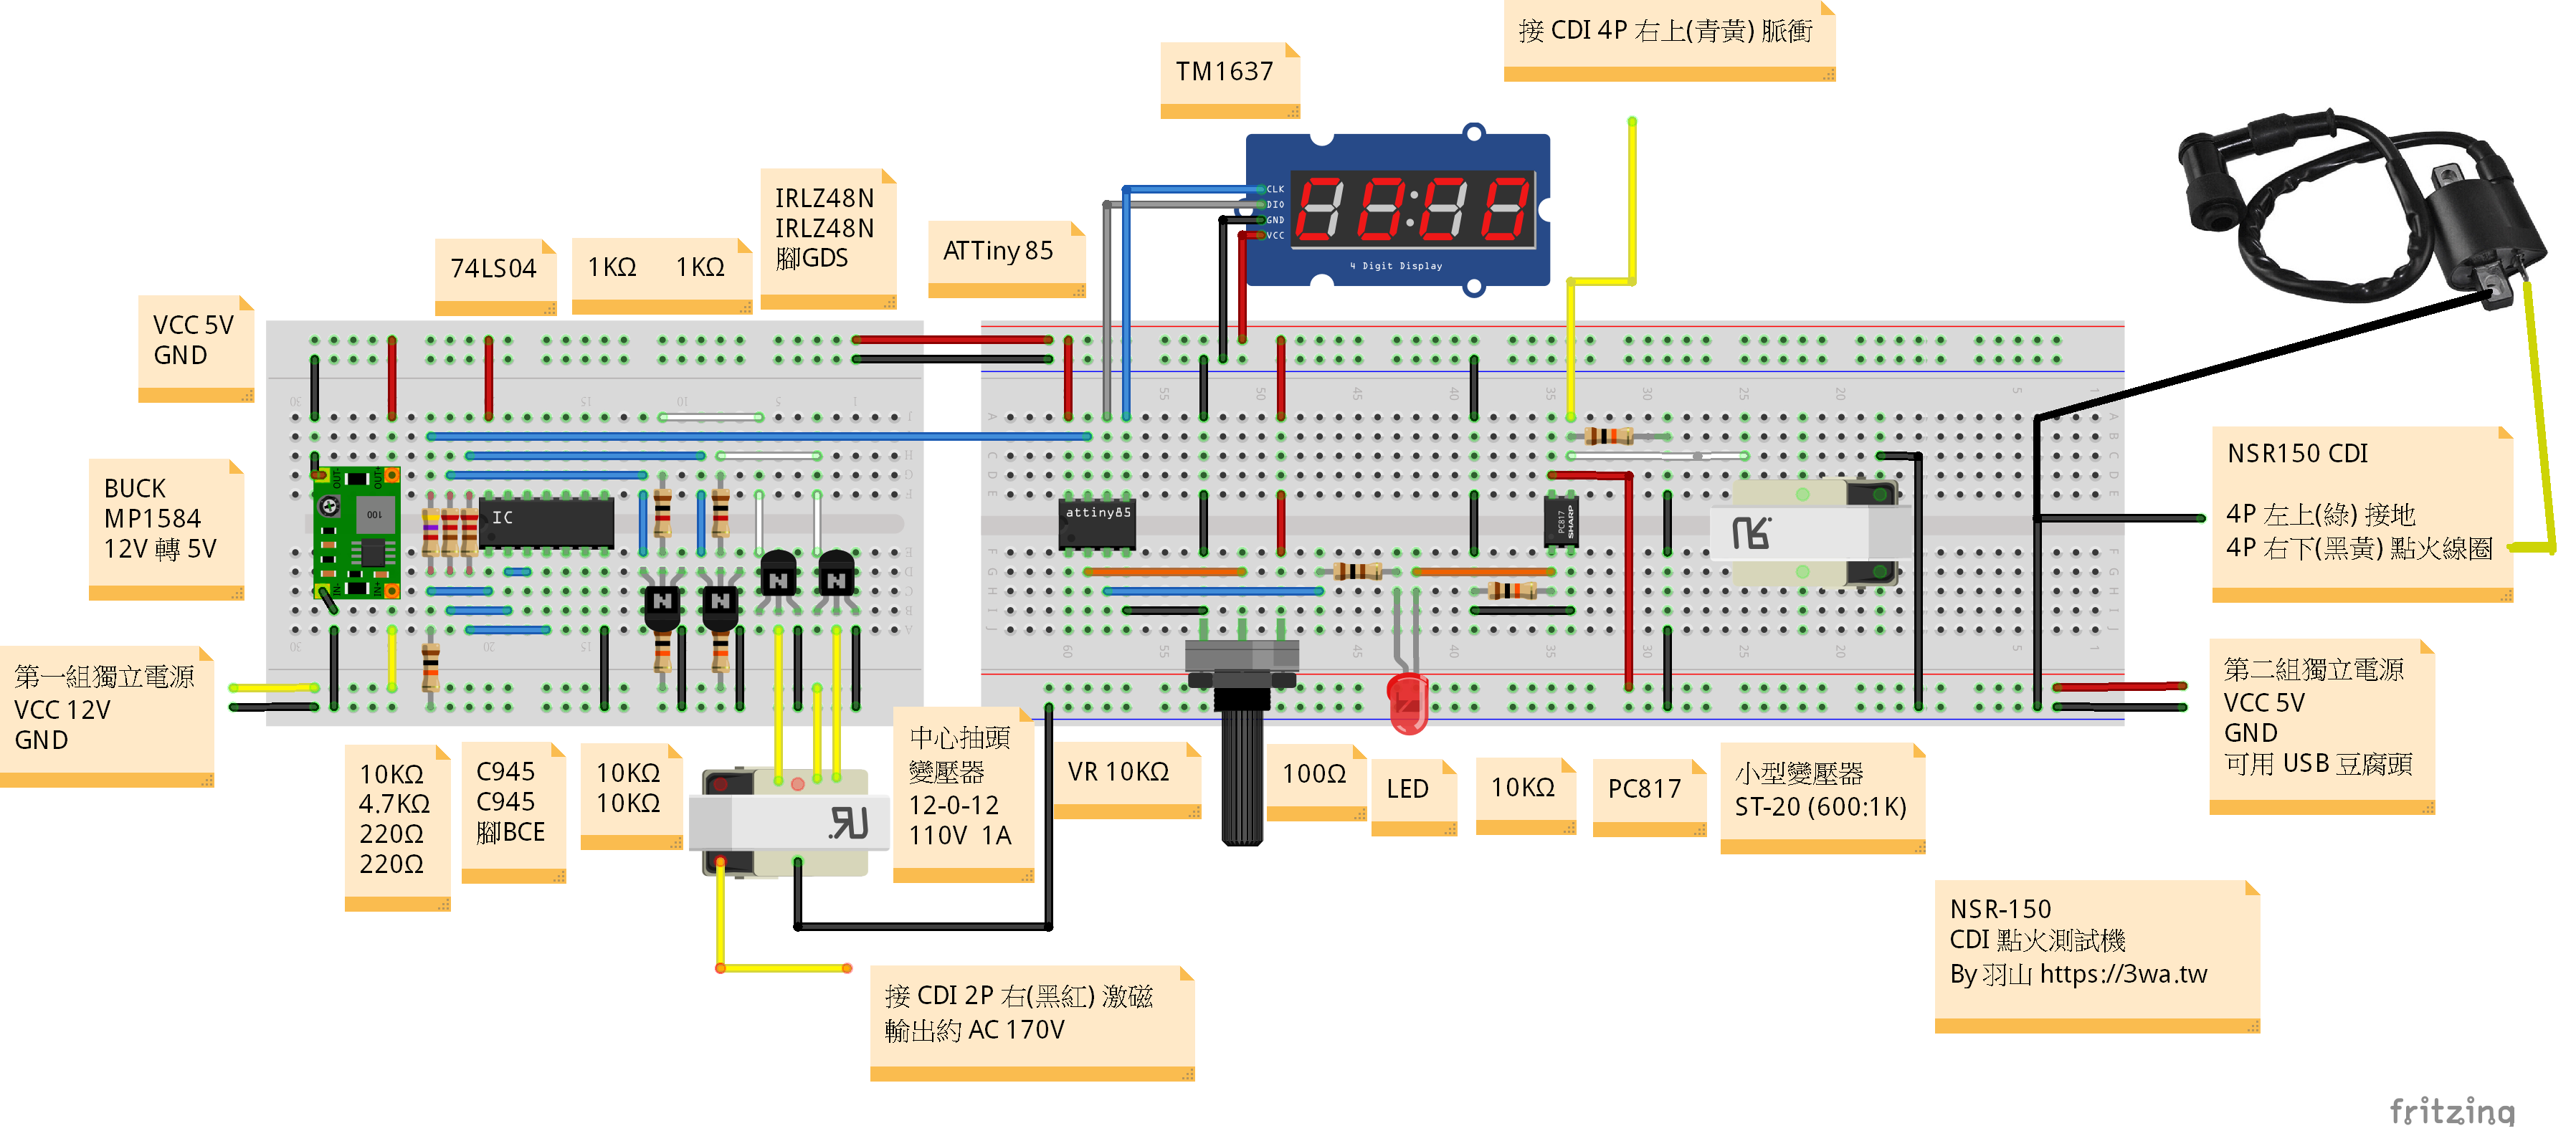 接 CDI 4P 右上(青黃) 脈衝
TM1637
CLK
DIO
GND
VCC
4 Digit Display
IRLZ48N
IRLZ48N
腳GDS
ATTiny 85
74LS04
1KΩ 1KΩ
VCC 5V
GND
BUCK
MP1584
12V 轉 5V
第一組獨立電源
VCC 12V
GND
OUT-
OUT+
100
IN-
IN+
IC
attiny85
PC817
SHARP
NSR150 CDI
4P 左上(綠) 接地
4P 右下(黑黃) 點火線圈
第二組獨立電源
VCC 5V
GND
可用 USB 豆腐頭
10KΩ
4.7KΩ
220Ω
220Ω
C945
C945
腳BCE
10KΩ
10KΩ
中心抽頭
變壓器
12-0-12
110V 1A
VR 10KΩ
100Ω
LED
10KΩ
PC817
小型變壓器
ST-20 (600:1K)
NSR-150
CDI 點火測試機
By 羽山 https://3wa.tw
接 CDI 2P 右(黑紅) 激磁
輸出約 AC 170V
fritzing